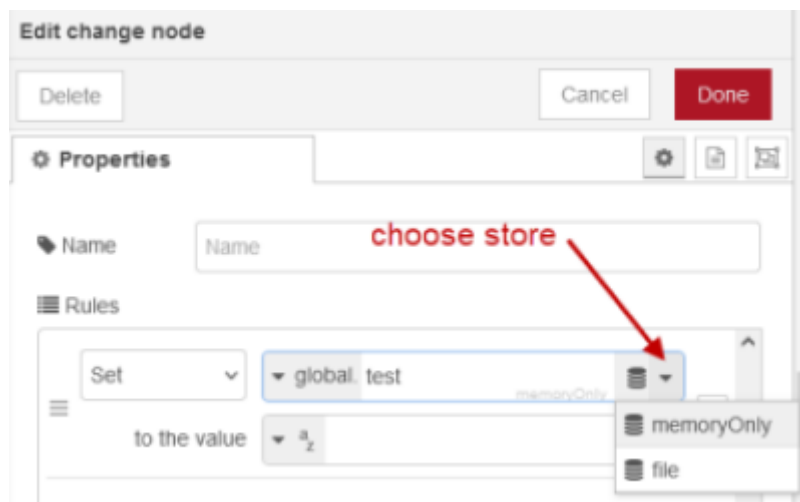 Edit change node
Delete Cancel Done
Properties
Name Name choose store
Rules
Set global. test
memoryOnly
to the value a z memoryOnly
file